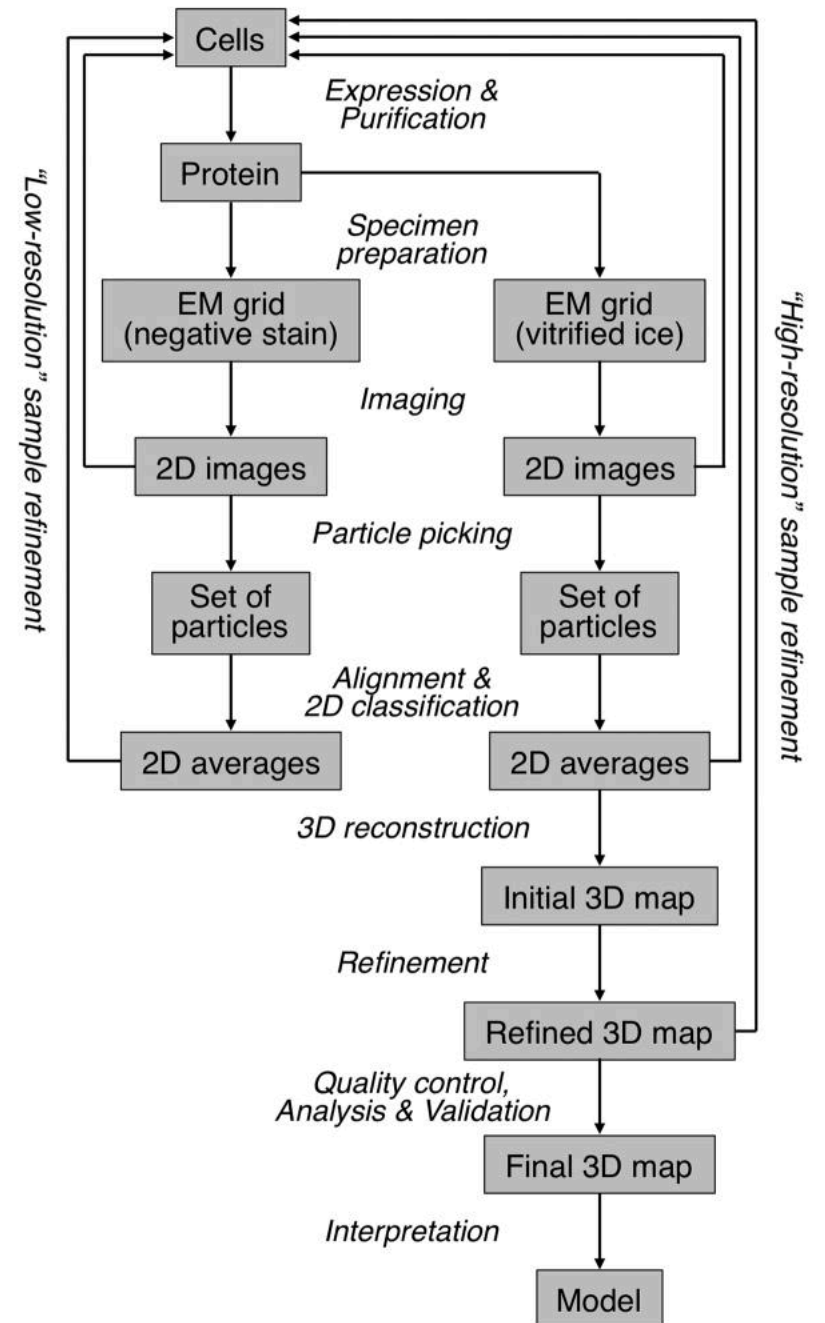 Cells
Expression &
Purification
Protein
Specimen
preparation
EM grid
(negative stain)
EM grid
(vitrified ice)
Imaging
2D images
2D images
Particle picking
Set of
particles
Set of
particles
Alignment &
2D classification
2D averages
2D averages
3D reconstruction
Initial 3D map
Refinement
Refined 3D map
Quality control,
Analysis & Validation
Final 3D map
Interpretation
Model
“Low-resolution” sample refinement
“High-resolution” sample refinement